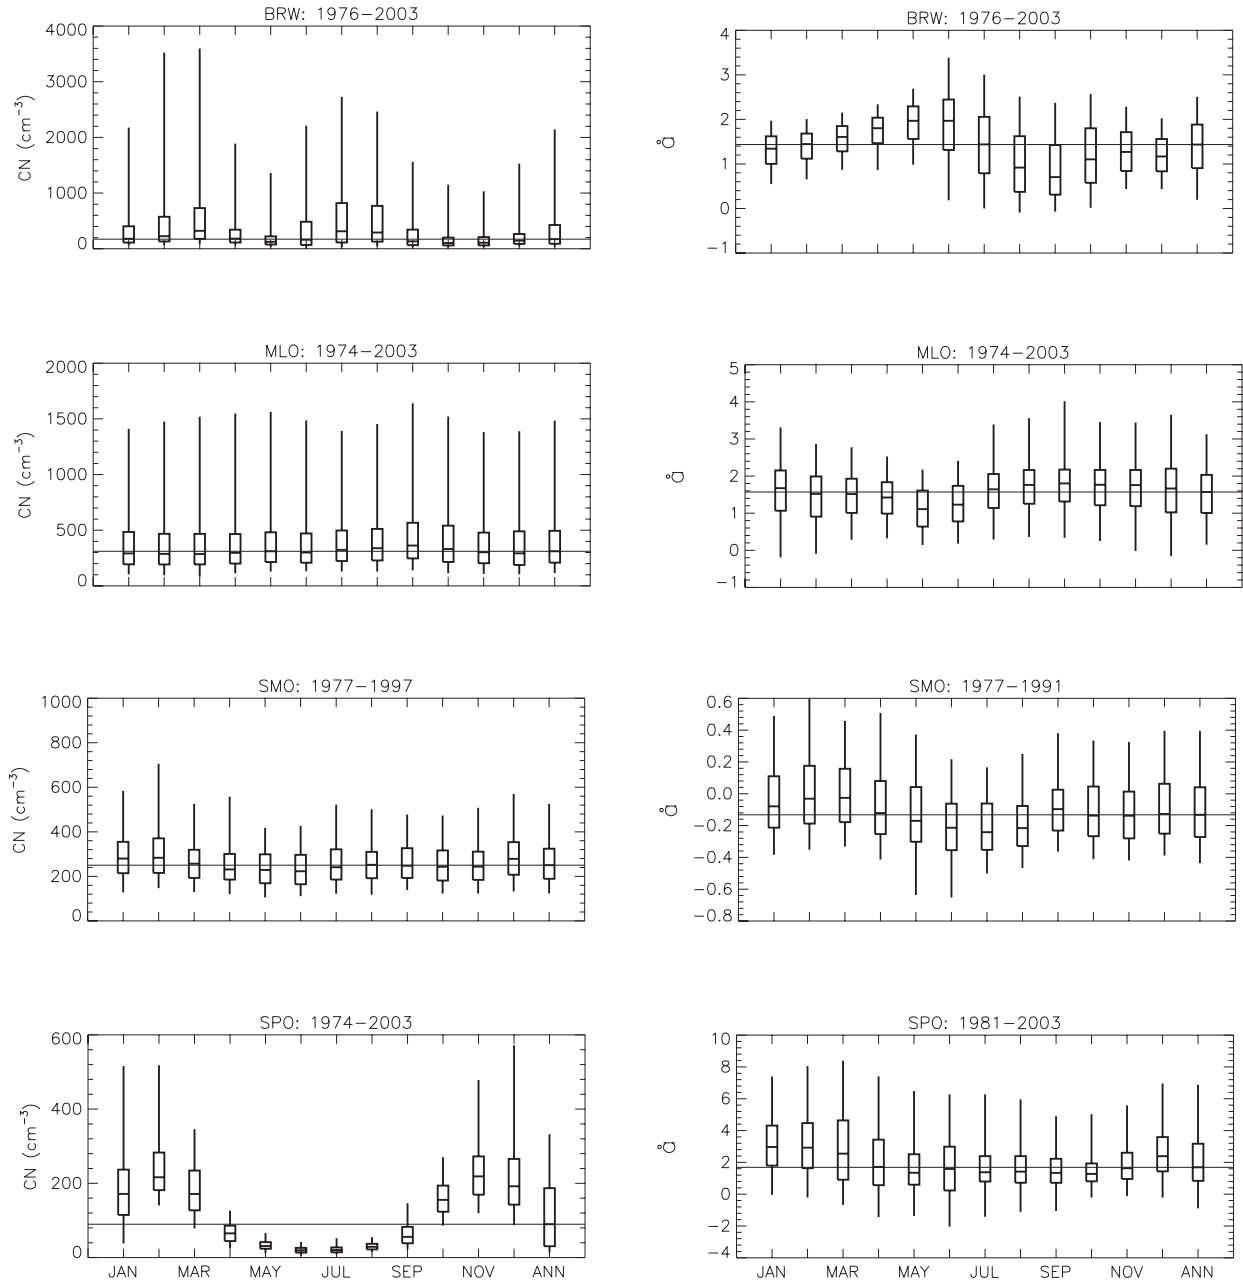 BRW: 1976−2003
4000
3000
2000
1000
0
CN (cm−3)
BRW: 1976−2003
4
3
2
1
0
−1
å
MLO: 1974−2003
2000
1500
1000
500
0
CN (cm−3)
MLO: 1974−2003
5
4
3
2
1
0
−1
å
SMO: 1977−1997
1000
800
600
400
200
0
CN (cm−3)
SMO: 1977−1991
0.6
0.4
0.2
0.0
−0.2
−0.4
−0.6
−0.8
å
SPO: 1974−2003
600
400
200
0
CN (cm−3)
JAN MAR MAY JUL SEP NOV ANN
SPO: 1981−2003
10
8
6
4
2
0
−2
−4
å
JAN MAR MAY JUL SEP NOV ANN